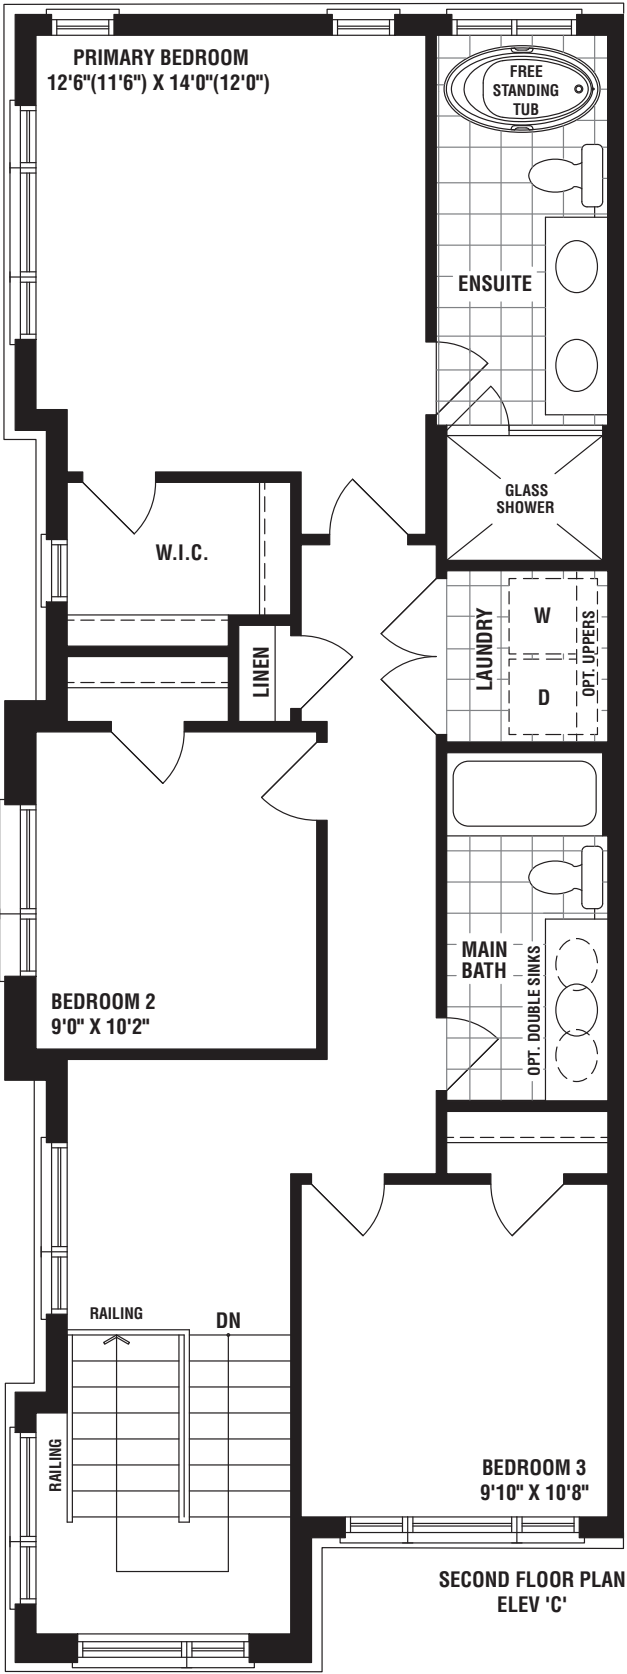 PRIMARY BEDROOM
12'6"(11'6") X 14'0"(12'0")
FREE
STANDING
TUB
ENSUITE
GLASS
SHOWER
W.I.C.
LINEN
LAUNDRY
W
D
OPT. UPPERS
BEDROOM 2
9'0" X 10'2"
MAIN
BATH
OPT. DOUBLE SINKS
RAILING
DN
RAILING
BEDROOM 3
9'10" X 10'8"
SECOND FLOOR PLAN
ELEV 'C'